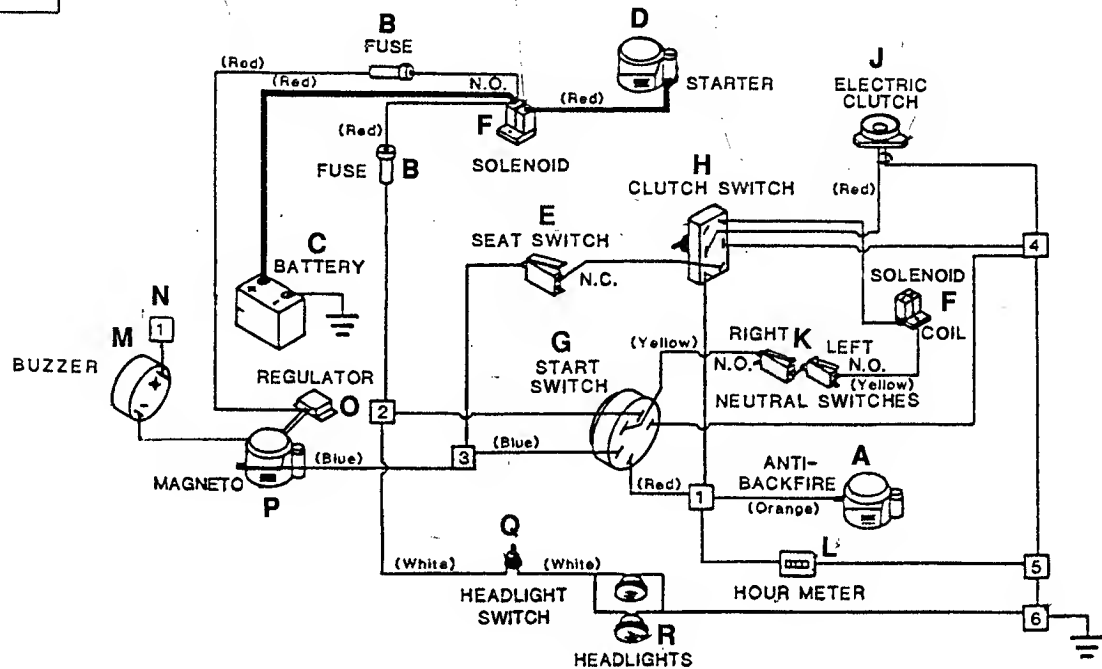 B
FUSE
D
(Red)
(Red)
N.O.
(Red)
STARTER
J
ELECTRIC
CLUTCH
(Red)
F
SOLENOID
FUSE B
H
CLUTCH SWITCH
(Red)
E
SEAT SWITCH
N.C.
C
BATTERY
4
SOLENOID
F
COIL
N
1
M
BUZZER
G
START
SWITCH
(Yellow)
RIGHT
K
LEFT
N.O.
N.O.
(Yellow)
NEUTRAL SWITCHES
REGULATOR
O
2
3
(Blue)
(Blue)
MAGNETO
P
(Red)
1
ANTI-
BACKFIRE
A
(Orange)
Q
(White)
(White)
HEADLIGHT
SWITCH
L
HOUR METER
5
6
R
HEADLIGHTS
+
-